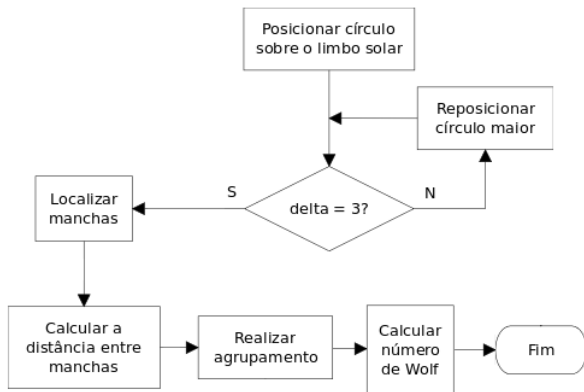 Posicionar círculo
sobre o limbo solar
Reposicionar
círculo maior
delta = 3?
S
N
Localizar
manchas
Calcular a
distância entre
manchas
Realizar
agrupamento
Calcular
número
de Wolf
Fim